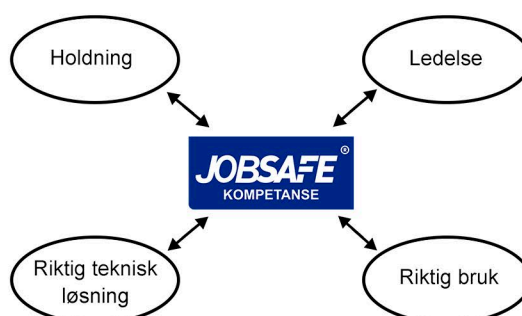 Holdning
Ledelse
JOBSAFE®
KOMPETANSE
Riktig teknisk
løsning
Riktig bruk